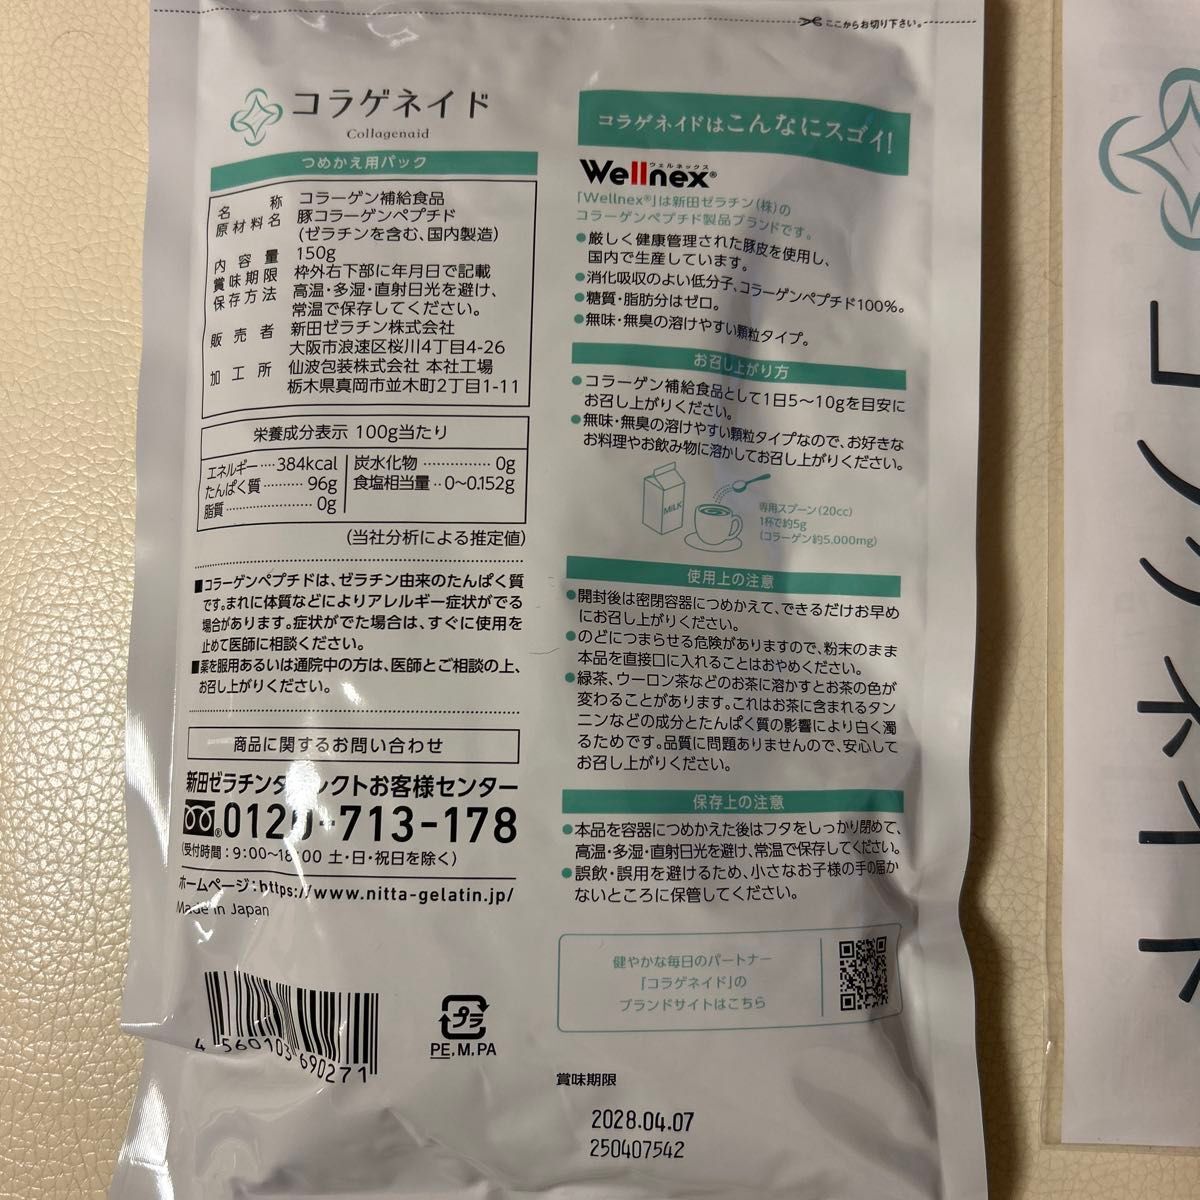 ここからお切り下さい。
コラゲネイド
Collagenaid
つめかえ用パック
名称 コラーゲン補給食品
原材料名 豚コラーゲンペプチド
(ゼラチンを含む、国内製造)
内容量 150g
賞味期限 枠外右下部に年月日で記載
保存方法 高温・多湿・直射日光を避け、
常温で保存してください。
販売者 新田ゼラチン株式会社
大阪市浪速区桜川4丁目4-26
加工所 仙波包装株式会社 本社工場
栃木県真岡市並木町2丁目1-11
栄養成分表示 100g当たり
エネルギー‥‥384kcal 炭水化物‥‥‥‥‥0g
たんぱく質‥‥‥‥96g 食塩相当量‥0〜0.152g
脂質‥‥‥‥‥‥‥0g
(当社分析による推定値)
■コラーゲンペプチドは、ゼラチン由来のたんぱく質
です。まれに体質などによりアレルギー症状がでる
場合があります。症状がでた場合は、すぐに使用を
止めて医師に相談ください。
■薬を服用あるいは通院中の方は、医師とご相談の上、
お召し上がりください。
商品に関するお問い合わせ
新田ゼラチンダイレクトお客様センター
0120-713-178
(受付時間:9:00〜18:00 土・日・祝日を除く)
ホームページ:https://www.nitta-gelatin.jp/
Made in Japan
4 560103 690271
プラ
PE,M,PA
コラゲネイドはこんなにスゴイ!
ウェルネックス
Wellnex®
「Wellnex®」は新田ゼラチン(株)の
コラーゲンペプチド製品ブランドです。
●厳しく健康管理された豚皮を使用し、
国内で生産しています。
●消化吸収のよい低分子、コラーゲンペプチド100%。
●糖質・脂肪分はゼロ。
●無味・無臭の溶けやすい顆粒タイプ。
お召し上がり方
●コラーゲン補給食品として1日5〜10gを目安に
お召し上がりください。
●無味・無臭の溶けやすい顆粒タイプなので、お好きな
お料理やお飲み物に溶かしてお召し上がりください。
MILK
専用スプーン(20cc)
1杯で約5g
(コラーゲン約5,000mg)
使用上の注意
●開封後は密閉容器につめかえて、できるだけお早め
にお召し上がりください。
●のどにつまらせる危険がありますので、粉末のまま
本品を直接口に入れることはおやめください。
●緑茶、ウーロン茶などのお茶に溶かすとお茶の色が
変わることがあります。これはお茶に含まれるタン
ニンなどの成分とたんぱく質の影響により白く濁
るためです。品質に問題ありませんので、安心して
お召し上がりください。
保存上の注意
●本品を容器につめかえた後はフタをしっかり閉めて、
高温・多湿・直射日光を避け、常温で保存してください。
●誤飲・誤用を避けるため、小さなお子様の手の届か
ないところに保管してください。
健やかな毎日のパートナー
「コラゲネイド」の
ブランドサイトはこちら
賞味期限
2028.04.07
250407542
コラゲネイド